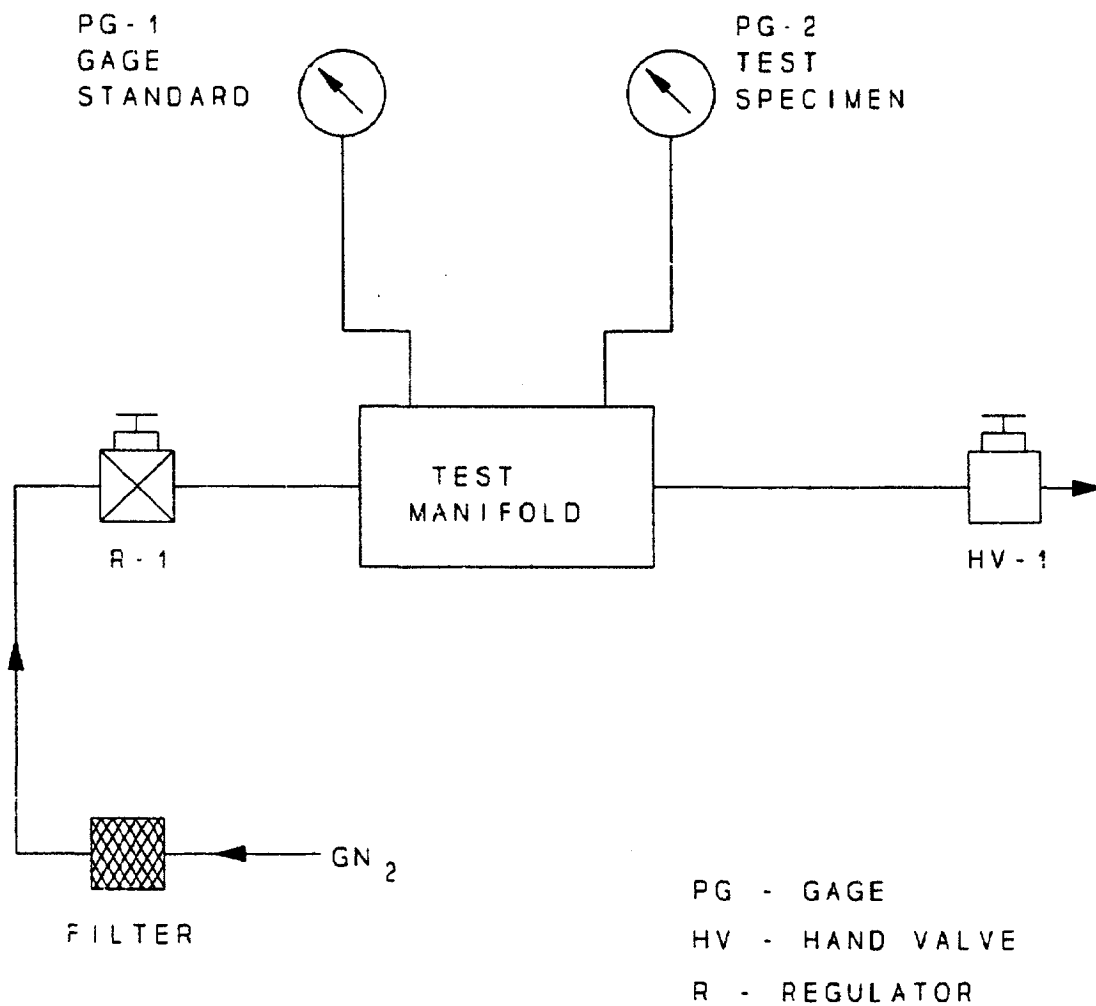 PG-1
GAGE
STANDARD
PG-2
TEST
SPECIMEN
TEST
MANIFOLD
R-1
HV-1
GN2
FILTER
PG - GAGE
HV - HAND VALVE
R - REGULATOR